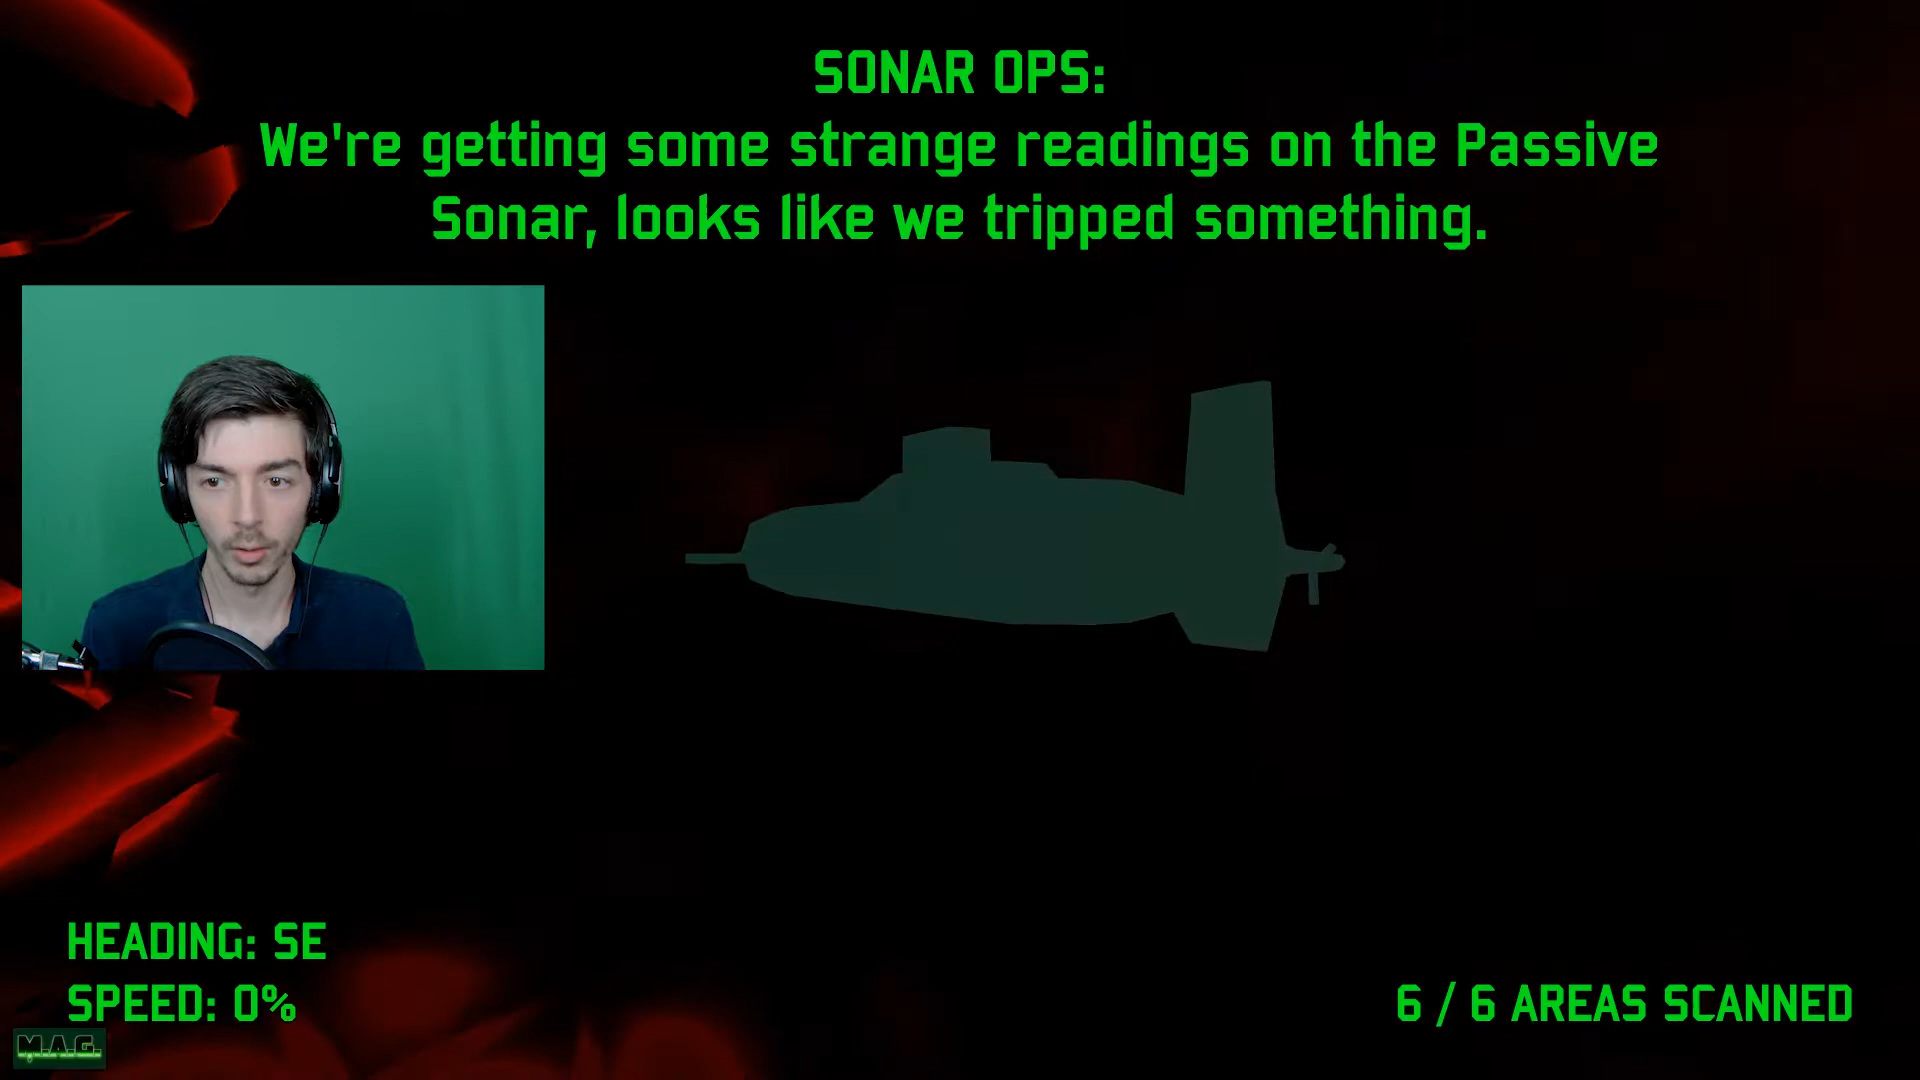 SONAR OPS:
We're getting some strange readings on the Passive
Sonar, looks like we tripped something.
HEADING: SE
SPEED: 0%
6 / 6 AREAS SCANNED
M.A.G.